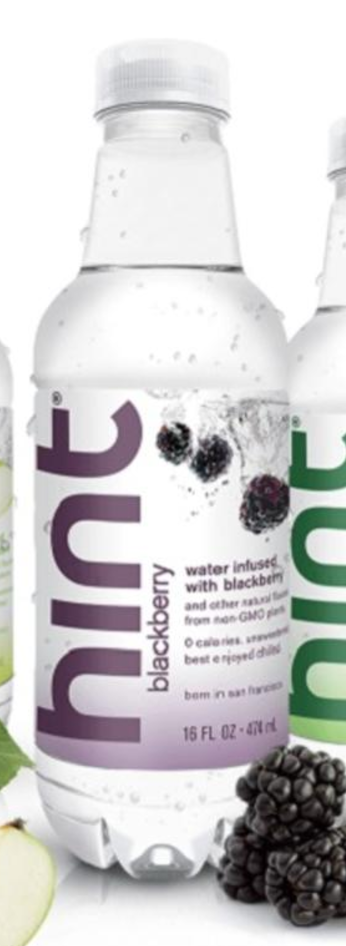 hint®
blackberry
water infused
with blackberry
and other natural
from non-GMO plants
0 calories. unsweetened
best enjoyed chilled
born in san francisco
16 FL OZ - 474 mL
hint®